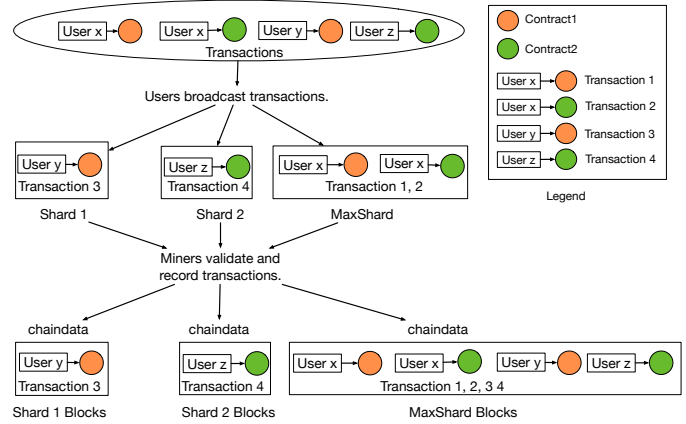 User x
User x
User y
User z
Transactions
Users broadcast transactions.
User y
Transaction 3
User z
Transaction 4
User x
User x
Transaction 1, 2
Shard 1
Shard 2
MaxShard
Miners validate and
record transactions.
chaindata
chaindata
chaindata
User y
Transaction 3
User z
Transaction 4
User x
User x
User y
User z
Transaction 1, 2, 3 4
Shard 1 Blocks
Shard 2 Blocks
MaxShard Blocks
Contract1
Contract2
User x
Transaction 1
User x
Transaction 2
User y
Transaction 3
User z
Transaction 4
Legend